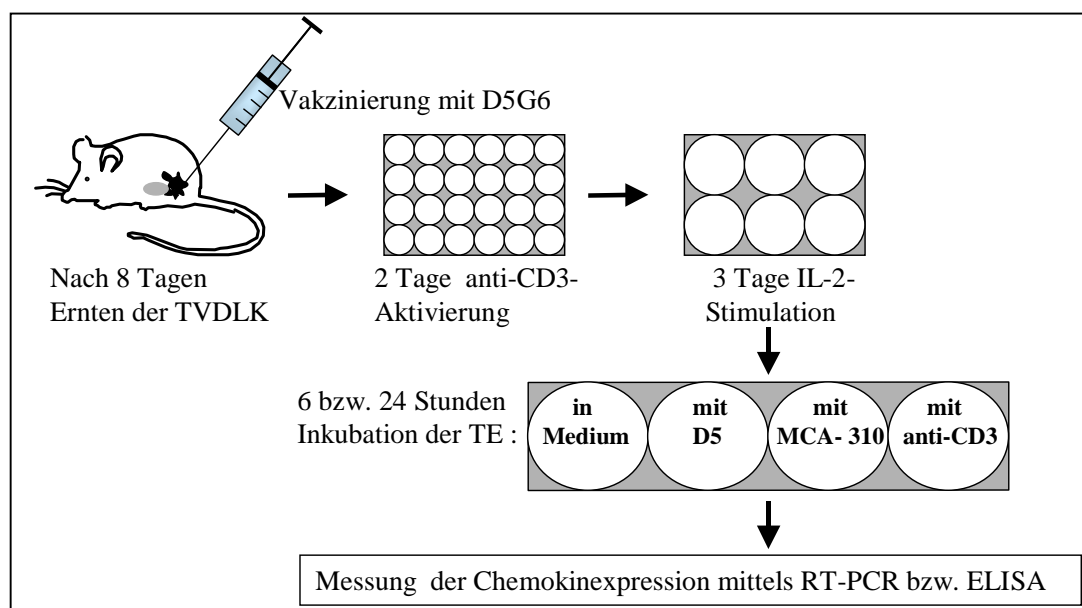 Vakzinierung mit D5G6
Nach 8 Tagen
Ernten der TVDLK
2 Tage anti-CD3-
Aktivierung
3 Tage IL-2-
Stimulation
6 bzw. 24 Stunden
Inkubation der TE :
in
Medium
mit
D5
mit
MCA- 310
mit
anti-CD3
Messung der Chemokinexpression mittels RT-PCR bzw. ELISA